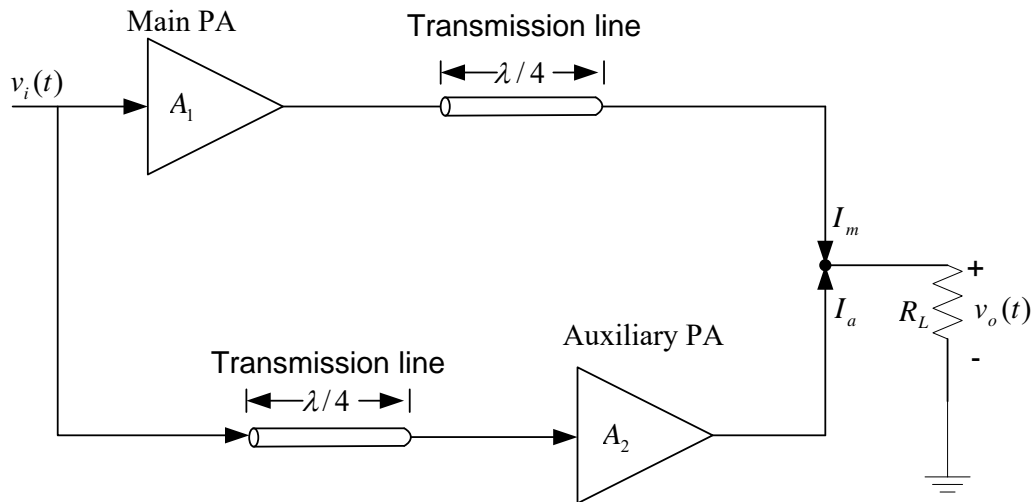 Main PA
Transmission line
λ/4
v_i(t)
A_1
I_m
+
I_a
R_L
v_o(t)
-
Auxiliary PA
Transmission line
λ/4
A_2